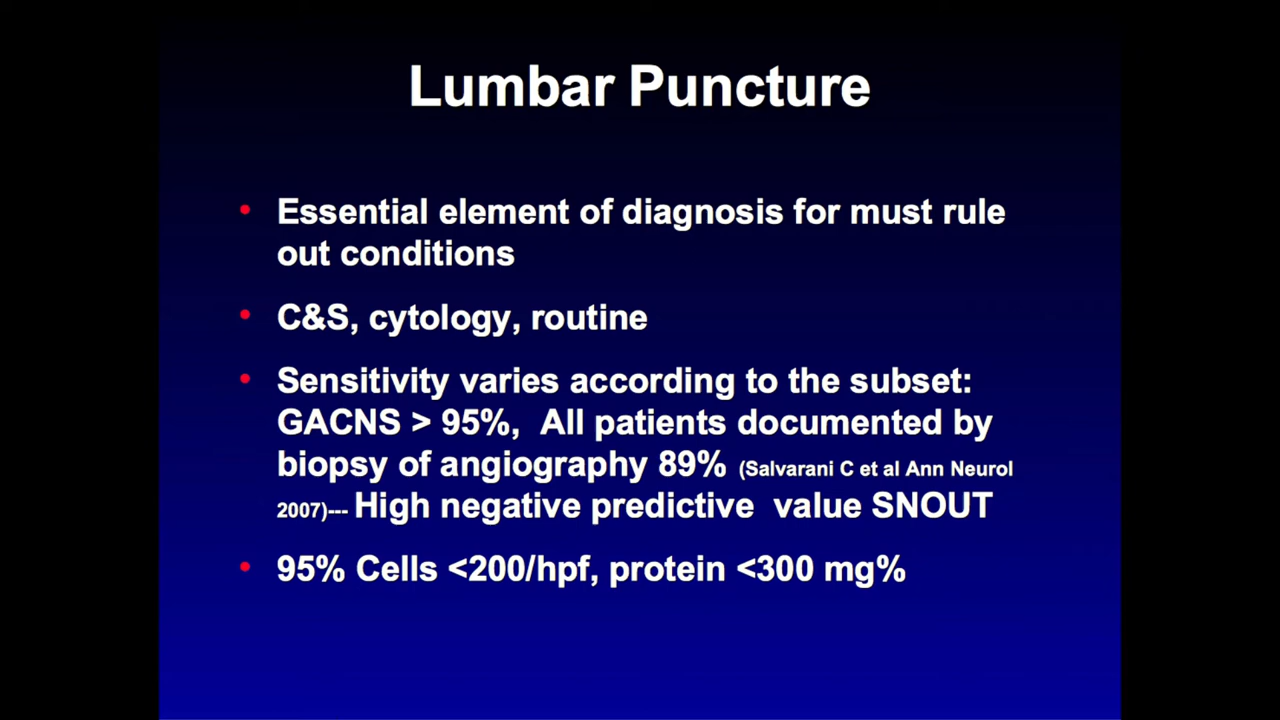 Lumbar Puncture
• Essential element of diagnosis for must rule
out conditions
• C&S, cytology, routine
• Sensitivity varies according to the subset:
GACNS > 95%, All patients documented by
biopsy of angiography 89% (Salvarani C et al Ann Neurol
2007)--- High negative predictive value SNOUT
• 95% Cells <200/hpf, protein <300 mg%